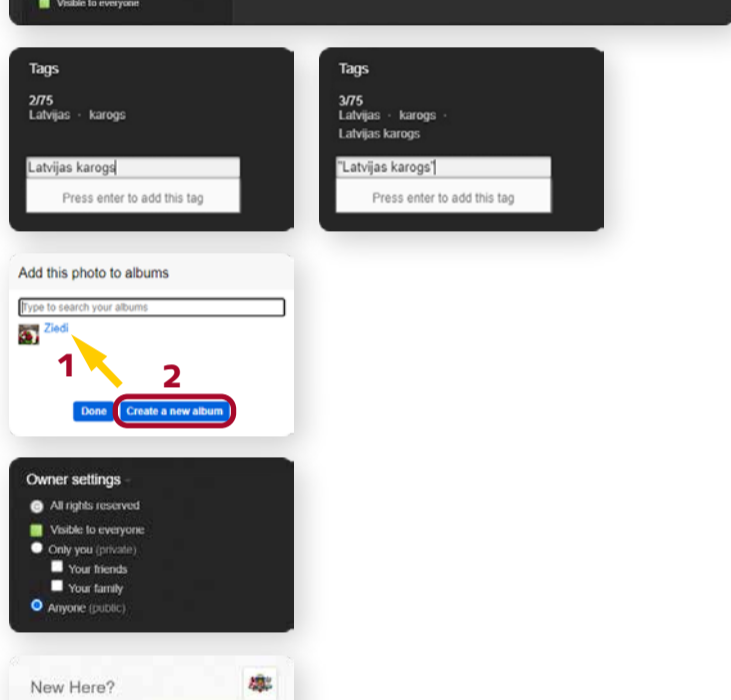 Visible to everyone
Tags
2/75
Latvijas · karogs
Latvijas karogs
Press enter to add this tag
Tags
3/75
Latvijas · karogs ·
Latvijas karogs
"Latvijas karogs"
Press enter to add this tag
Add this photo to albums
Type to search your albums
Ziedi
1
2
Done
Create a new album
Owner settings
All rights reserved
Visible to everyone
Only you (private)
Your friends
Your family
Anyone (public)
New Here?